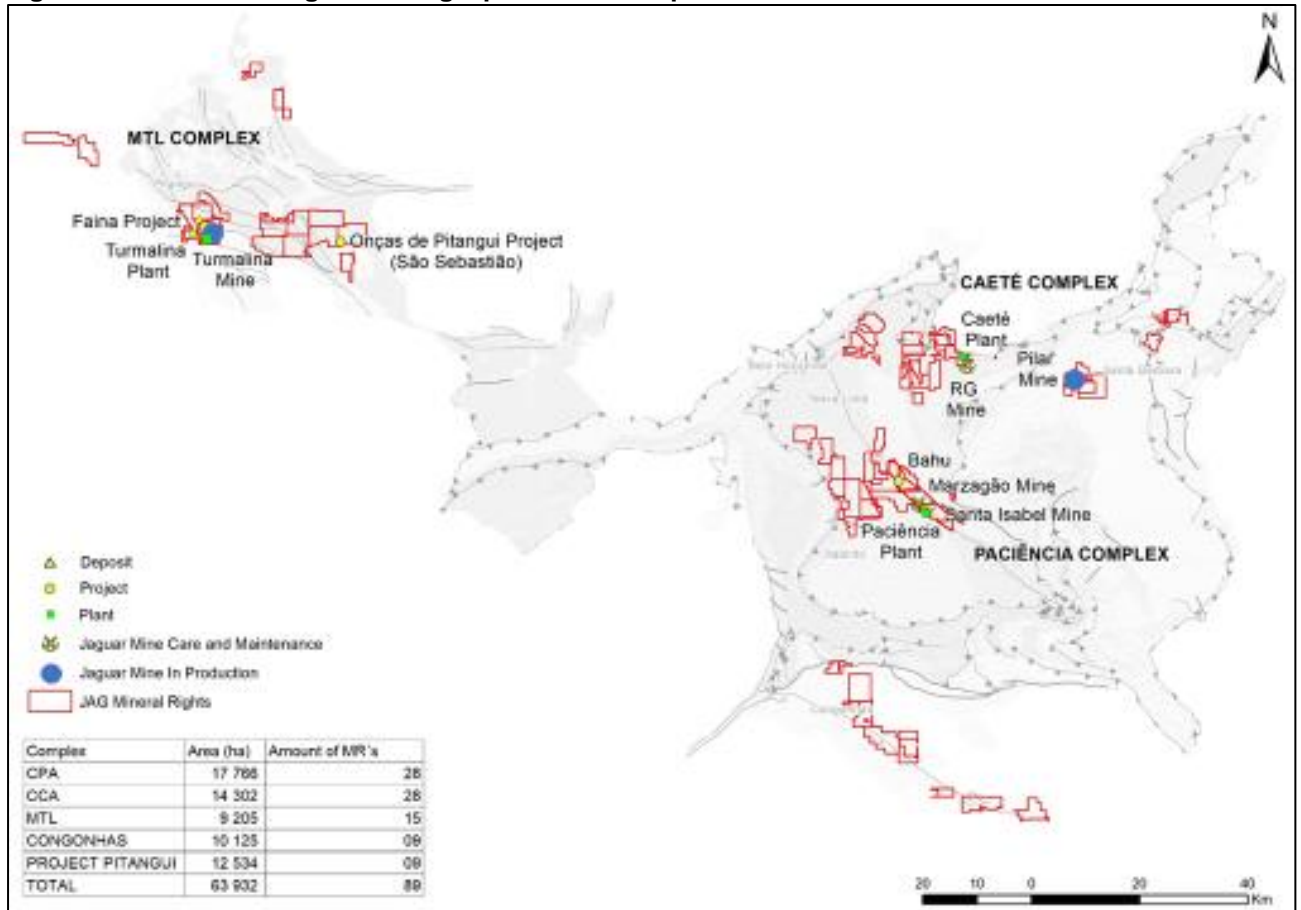 N
MTL COMPLEX
Faina Project
Turmalina
Plant
Turmalina
Mine
Onças de Pitangui Project
(São Sebastião)
CAETÉ COMPLEX
Caeté
Plant
Pilar
Mine
RG
Mine
Bahu
Marzagão Mine
Santa Isabel Mine
Paciência
Plant
PACIÊNCIA COMPLEX
Deposit
Project
Plant
Jaguar Mine Care and Maintenance
Jaguar Mine In Production
JAG Mineral Rights
Complex Area (ha) Amount of MR´s
CPA 17 766 28
CCA 14 302 28
MTL 9 205 15
CONGONHAS 10 125 09
PROJECT PITANGUI 12 534 09
TOTAL 63 932 89
20 10 0 20 40
Km